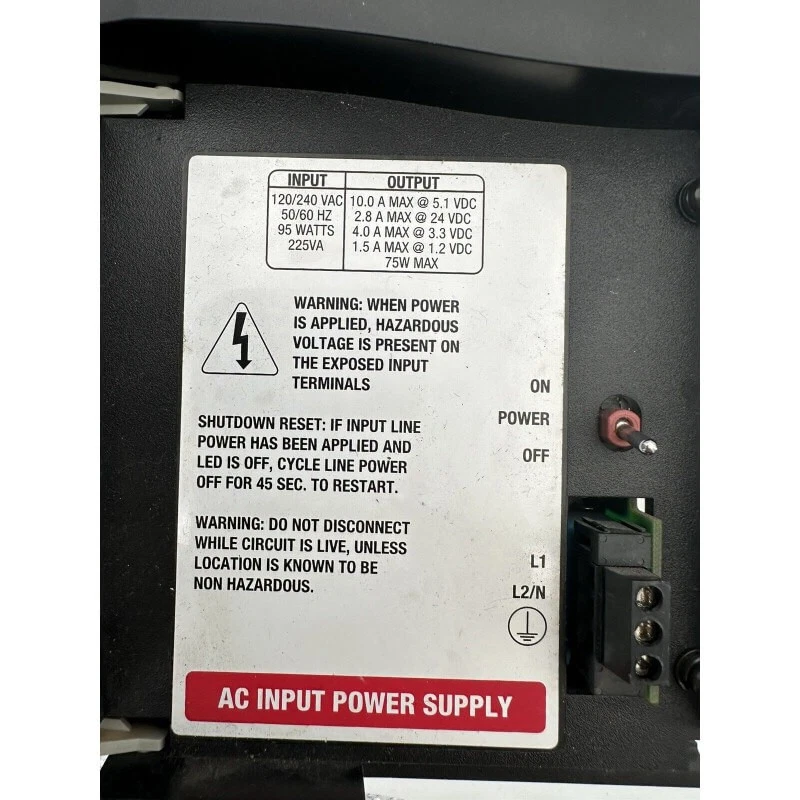 INPUT OUTPUT
120/240 VAC 10.0 A MAX @ 5.1 VDC
50/60 HZ 2.8 A MAX @ 24 VDC
95 WATTS 4.0 A MAX @ 3.3 VDC
225VA 1.5 A MAX @ 1.2 VDC
75W MAX
WARNING: WHEN POWER
IS APPLIED, HAZARDOUS
VOLTAGE IS PRESENT ON
THE EXPOSED INPUT
TERMINALS
ON
POWER
OFF
SHUTDOWN RESET: IF INPUT LINE
POWER HAS BEEN APPLIED AND
LED IS OFF, CYCLE LINE POWER
OFF FOR 45 SEC. TO RESTART.
WARNING: DO NOT DISCONNECT
WHILE CIRCUIT IS LIVE, UNLESS
LOCATION IS KNOWN TO BE
NON HAZARDOUS.
L1
L2/N
AC INPUT POWER SUPPLY